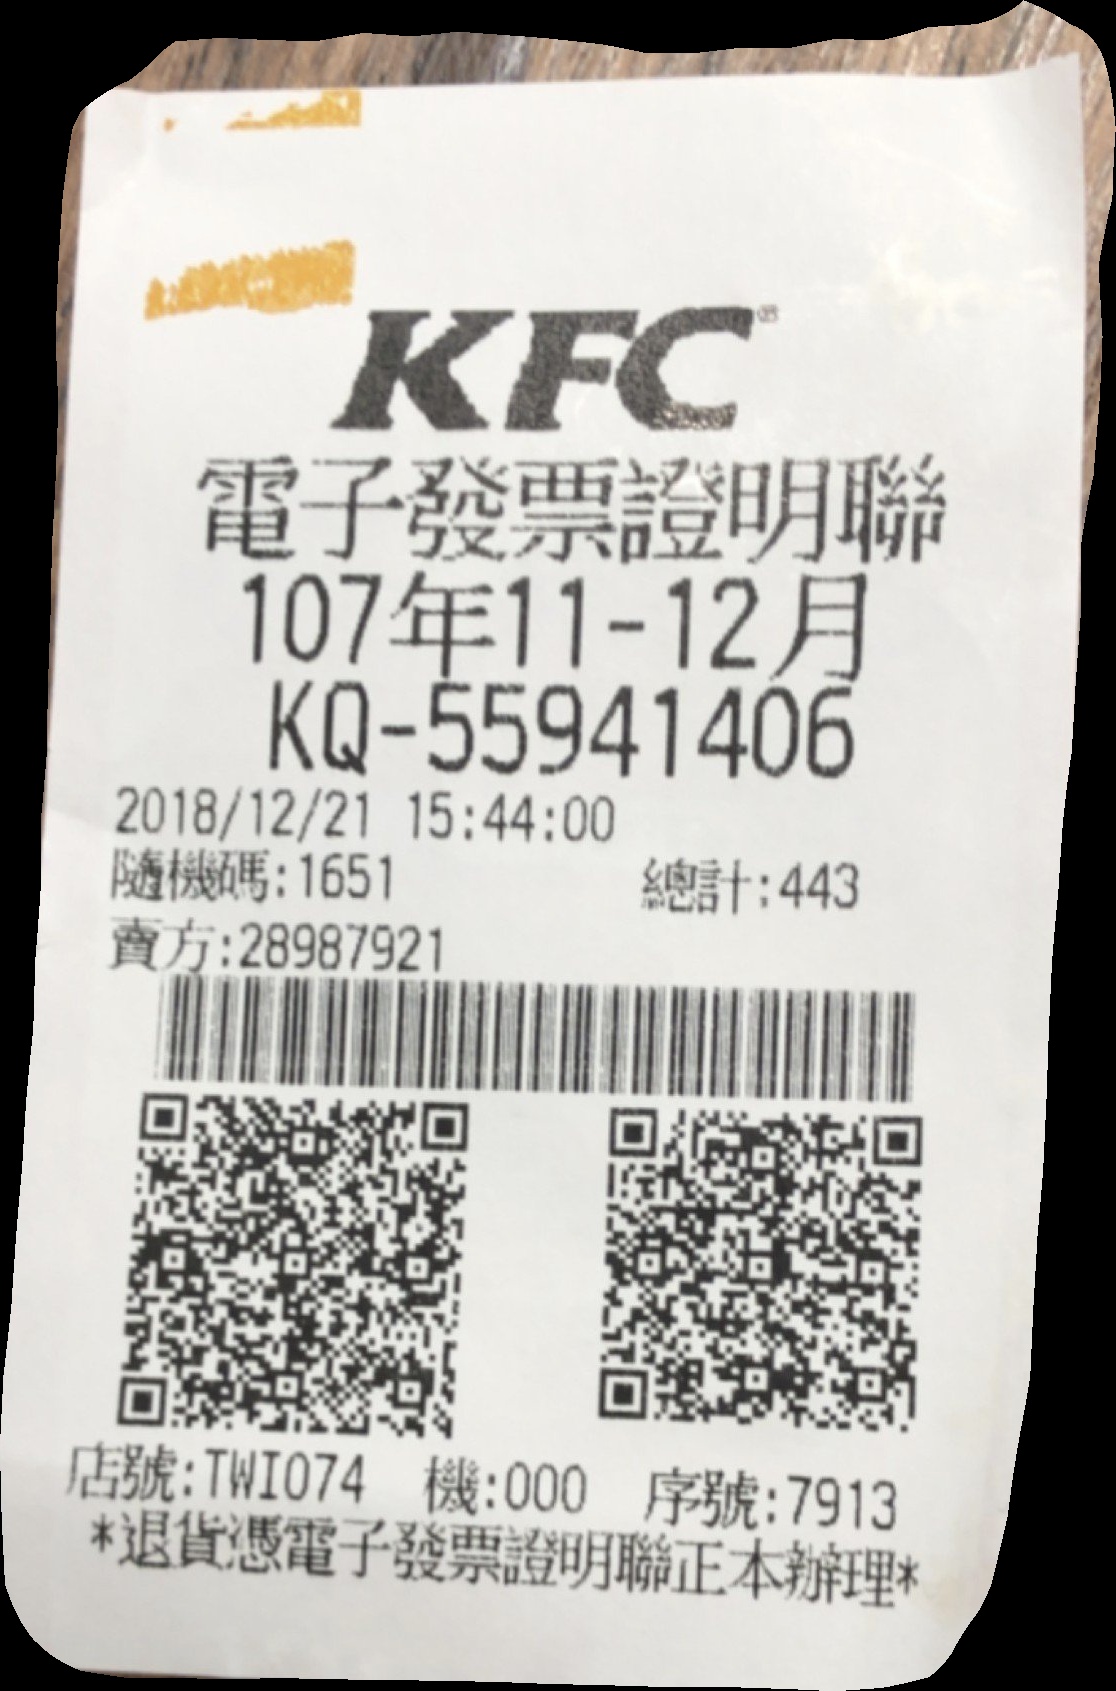 KFC®
電子發票證明聯
107年11-12月
KQ-55941406
2018/12/21 15:44:00
隨機碼:1651 總計:443
賣方:28987921
店號:TWI074 機:000 序號:7913
*退貨憑電子發票證明聯正本辦理*